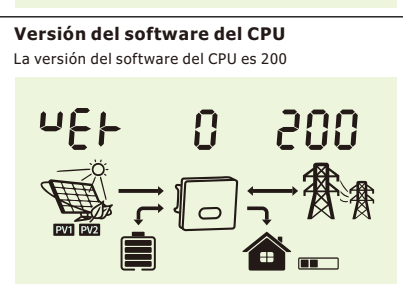 Versión del software del CPU
La versión del software del CPU es 200
VEr 0 200
PV1 PV2